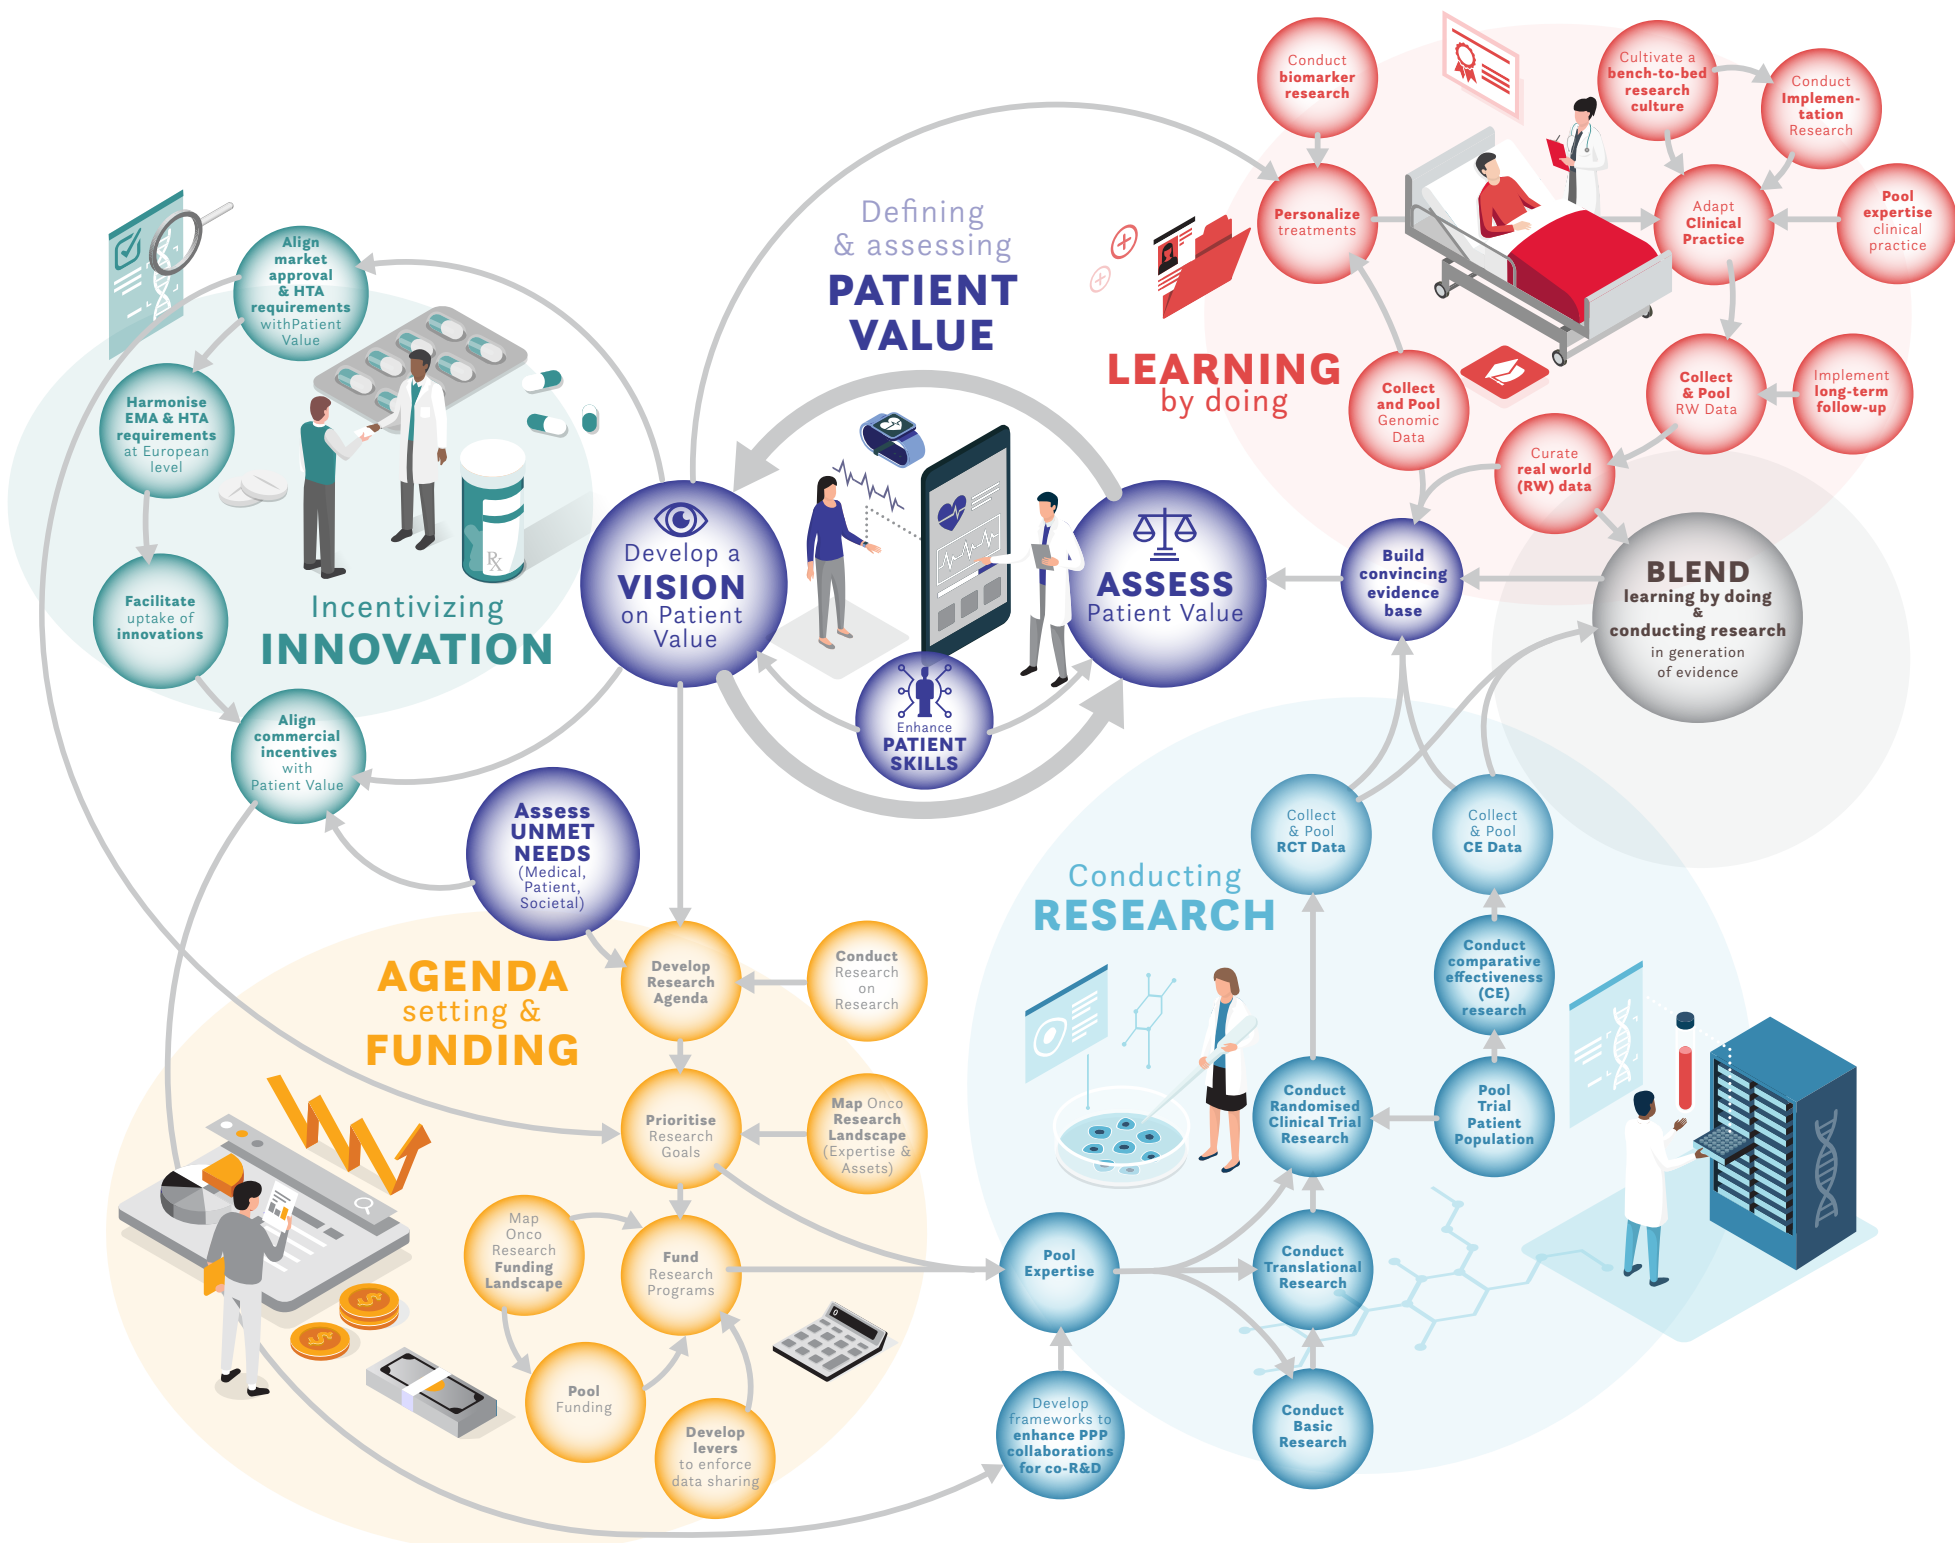 Conduct
biomarker
research
Cultivate a
bench-to-bed
research
culture
Conduct
Implemen-
tation
Research
Personalize
treatments
Adapt
Clinical
Practice
Pool
expertise
clinical
practice
LEARNING
by doing
Collect
and Pool
Genomic
Data
Collect
& Pool
RW Data
Implement
long-term
follow-up
Curate
real world
(RW) data
Defining
& assessing
PATIENT
VALUE
Develop a
VISION
on Patient
Value
ASSESS
Patient Value
Enhance
PATIENT
SKILLS
Build
convincing
evidence
base
BLEND
learning by doing
&
conducting research
in generation
of evidence
Align
market
approval
& HTA
requirements
withPatient
Value
Harmonise
EMA & HTA
requirements
at European
level
Facilitate
uptake of
innovations
Rx
Incentivizing
INNOVATION
Align
commercial
incentives
with
Patient Value
Assess
UNMET
NEEDS
(Medical,
Patient,
Societal)
AGENDA
setting &
FUNDING
Develop
Research
Agenda
Conduct
Research
on
Research
Prioritise
Research
Goals
Map Onco
Research
Landscape
(Expertise &
Assets)
Map
Onco
Research
Funding
Landscape
Fund
Research
Programs
Pool
Funding
Develop
levers
to enforce
data sharing
$
$
0
Conducting
RESEARCH
Collect
& Pool
RCT Data
Collect
& Pool
CE Data
Conduct
comparative
effectiveness
(CE)
research
Conduct
Randomised
Clinical Trial
Research
Pool
Trial
Patient
Population
Pool
Expertise
Conduct
Translational
Research
Develop
frameworks to
enhance PPP
collaborations
for co-R&D
Conduct
Basic
Research